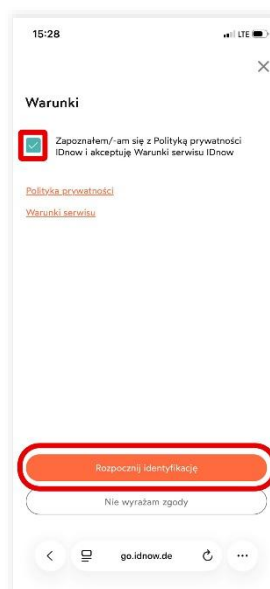 15:28
LTE
Warunki
Zapoznałem/-am się z Polityką prywatności
IDnow i akceptuję Warunki serwisu IDnow
Polityka prywatności
Warunki serwisu
Rozpocznij identyfikację
Nie wyrażam zgody
go.idnow.de